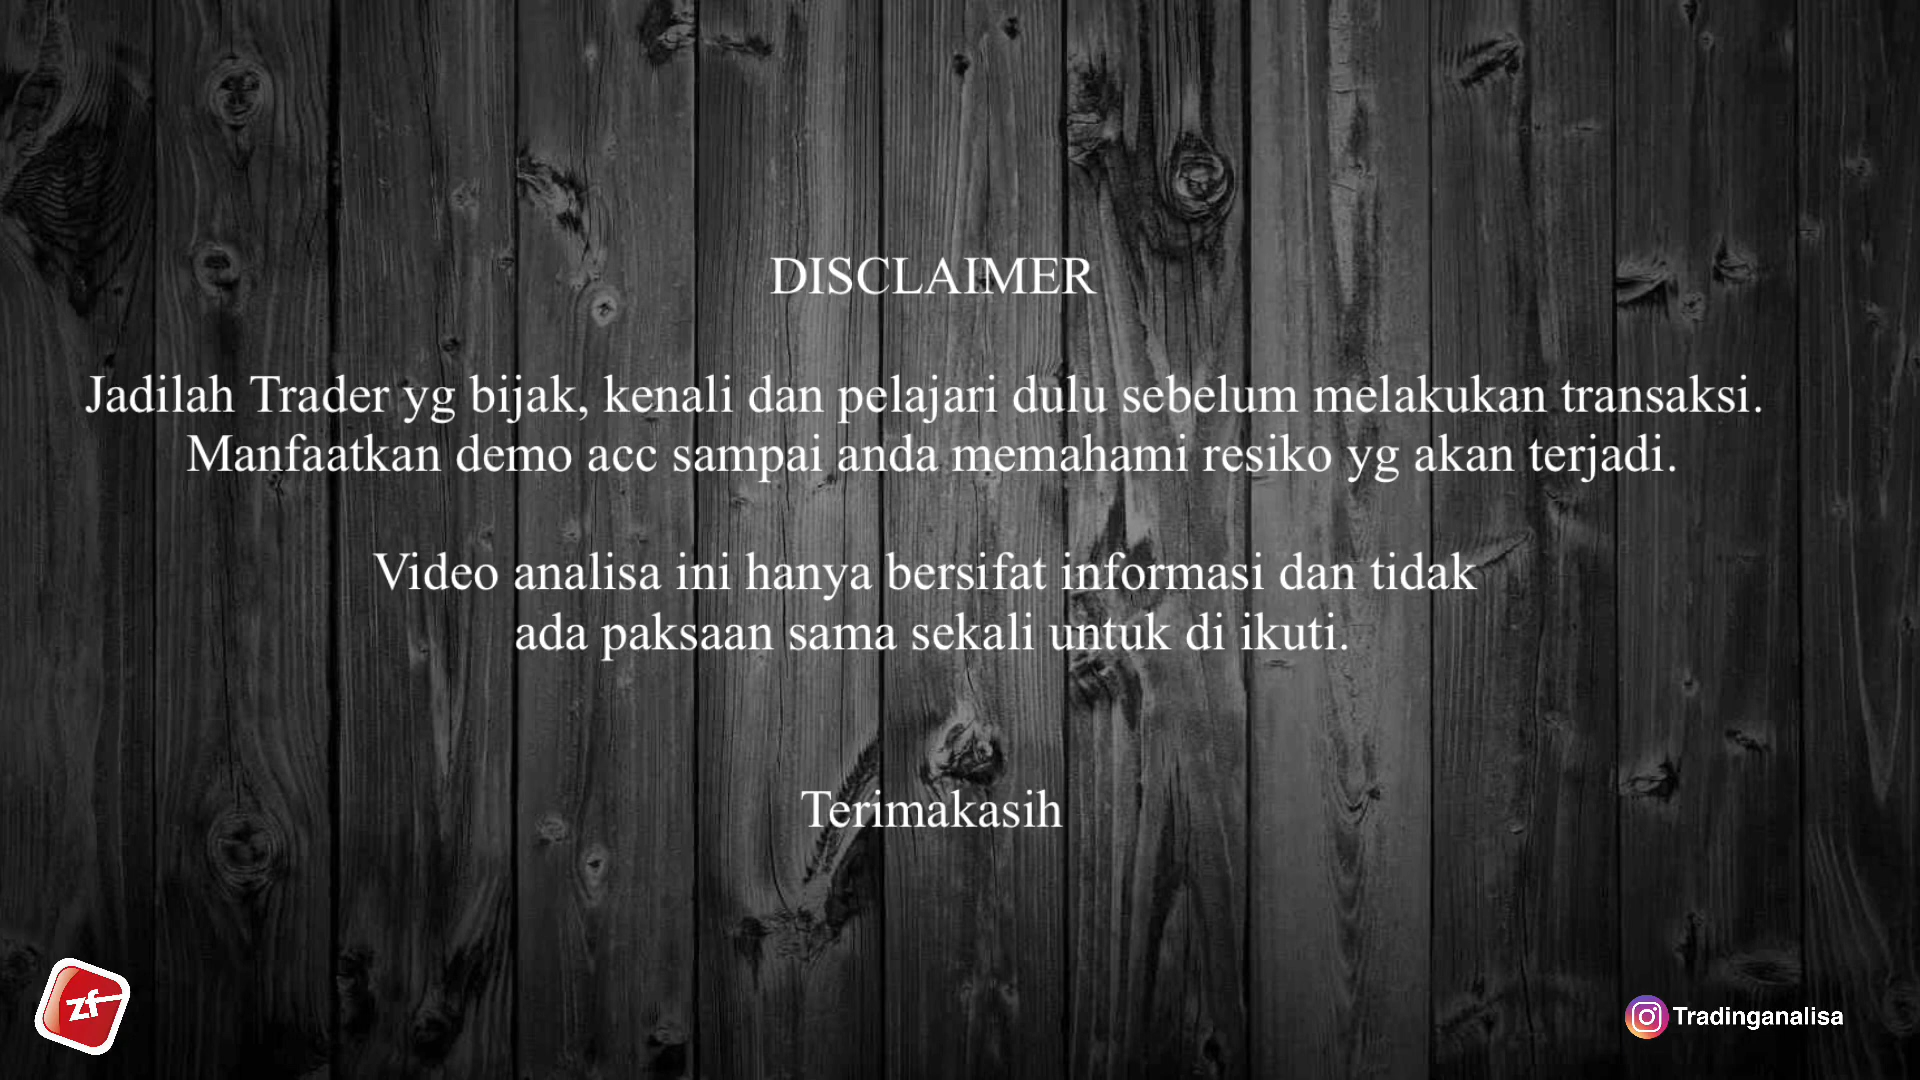 DISCLAIMER
Jadilah Trader yg bijak, kenali dan pelajari dulu sebelum melakukan transaksi.
Manfaatkan demo acc sampai anda memahami resiko yg akan terjadi.
Video analisa ini hanya bersifat informasi dan tidak
ada paksaan sama sekali untuk di ikuti.
Terimakasih
zf
Tradinganalisa